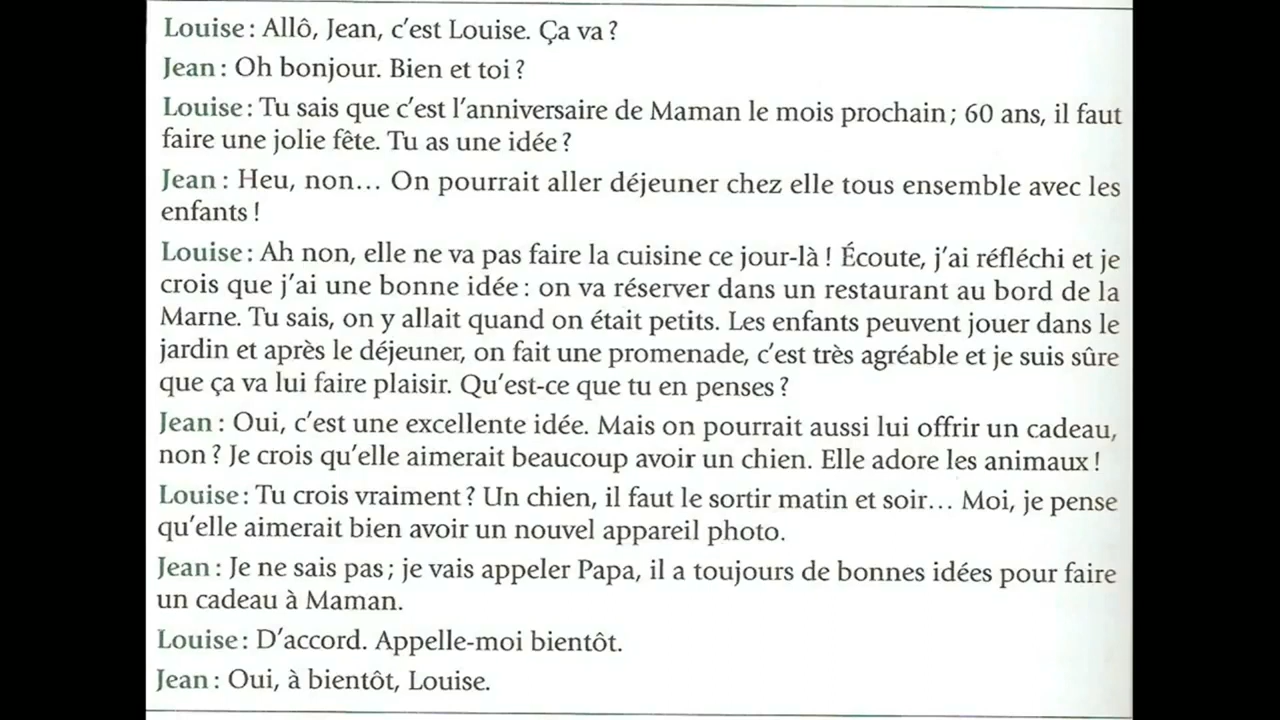 Louise : Allô, Jean, c'est Louise. Ça va ?
Jean : Oh bonjour. Bien et toi ?
Louise : Tu sais que c'est l'anniversaire de Maman le mois prochain ; 60 ans, il faut
faire une jolie fête. Tu as une idée ?
Jean : Heu, non… On pourrait aller déjeuner chez elle tous ensemble avec les
enfants !
Louise : Ah non, elle ne va pas faire la cuisine ce jour-là ! Écoute, j'ai réfléchi et je
crois que j'ai une bonne idée : on va réserver dans un restaurant au bord de la
Marne. Tu sais, on y allait quand on était petits. Les enfants peuvent jouer dans le
jardin et après le déjeuner, on fait une promenade, c'est très agréable et je suis sûre
que ça va lui faire plaisir. Qu'est-ce que tu en penses ?
Jean : Oui, c'est une excellente idée. Mais on pourrait aussi lui offrir un cadeau,
non ? Je crois qu'elle aimerait beaucoup avoir un chien. Elle adore les animaux !
Louise : Tu crois vraiment ? Un chien, il faut le sortir matin et soir… Moi, je pense
qu'elle aimerait bien avoir un nouvel appareil photo.
Jean : Je ne sais pas ; je vais appeler Papa, il a toujours de bonnes idées pour faire
un cadeau à Maman.
Louise : D'accord. Appelle-moi bientôt.
Jean : Oui, à bientôt, Louise.